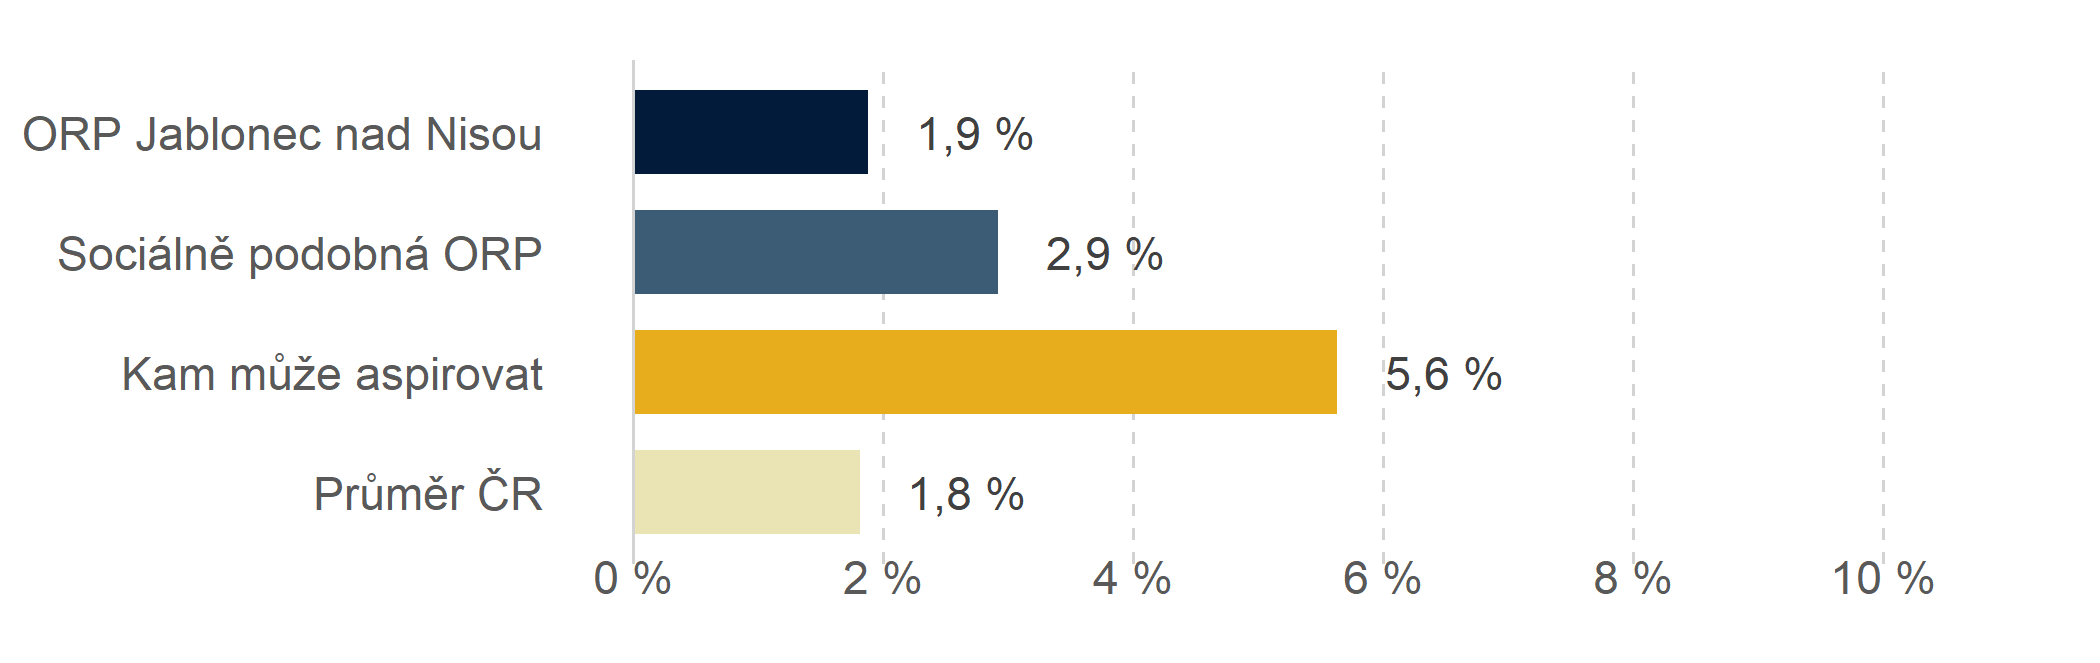 ORP Jablonec nad Nisou 1,9 %
Sociálně podobná ORP 2,9 %
Kam může aspirovat 5,6 %
Průměr ČR 1,8 %
0 % 2 % 4 % 6 % 8 % 10 %